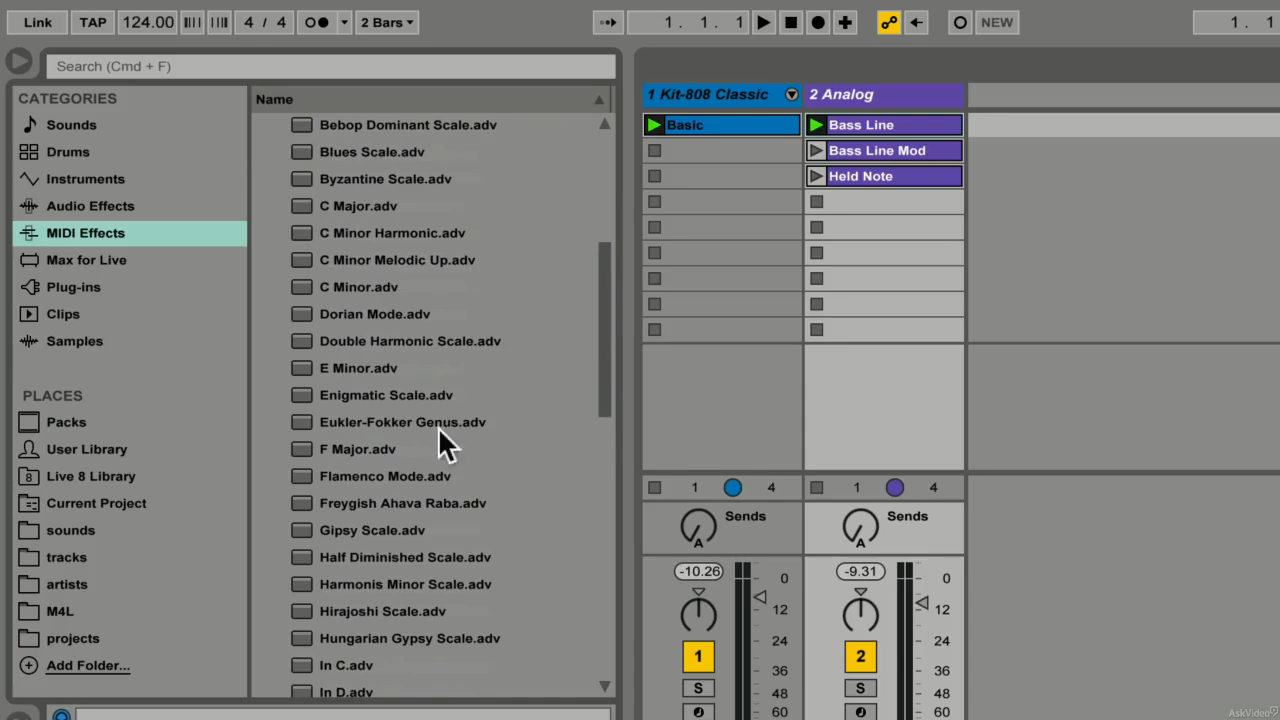 Link TAP 124.00 4 / 4 2 Bars 1. 1. 1 NEW 1. 1
Search (Cmd + F)
CATEGORIES
Sounds
Drums
Instruments
Audio Effects
MIDI Effects
Max for Live
Plug-ins
Clips
Samples
PLACES
Packs
User Library
Live 8 Library
Current Project
sounds
tracks
artists
M4L
projects
Add Folder...
Name
Bebop Dominant Scale.adv
Blues Scale.adv
Byzantine Scale.adv
C Major.adv
C Minor Harmonic.adv
C Minor Melodic Up.adv
C Minor.adv
Dorian Mode.adv
Double Harmonic Scale.adv
E Minor.adv
Enigmatic Scale.adv
Eukler-Fokker Genus.adv
F Major.adv
Flamenco Mode.adv
Freygish Ahava Raba.adv
Gipsy Scale.adv
Half Diminished Scale.adv
Harmonis Minor Scale.adv
Hirajoshi Scale.adv
Hungarian Gypsy Scale.adv
In C.adv
In D.adv
1 Kit-808 Classic 2 Analog
Basic Bass Line
Bass Line Mod
Held Note
1 4 1 4
Sends Sends
A A
-10.26 0 -9.31 0
12 12
24 24
1 2
36 36
S 48 S 48
60 60
AskVideo